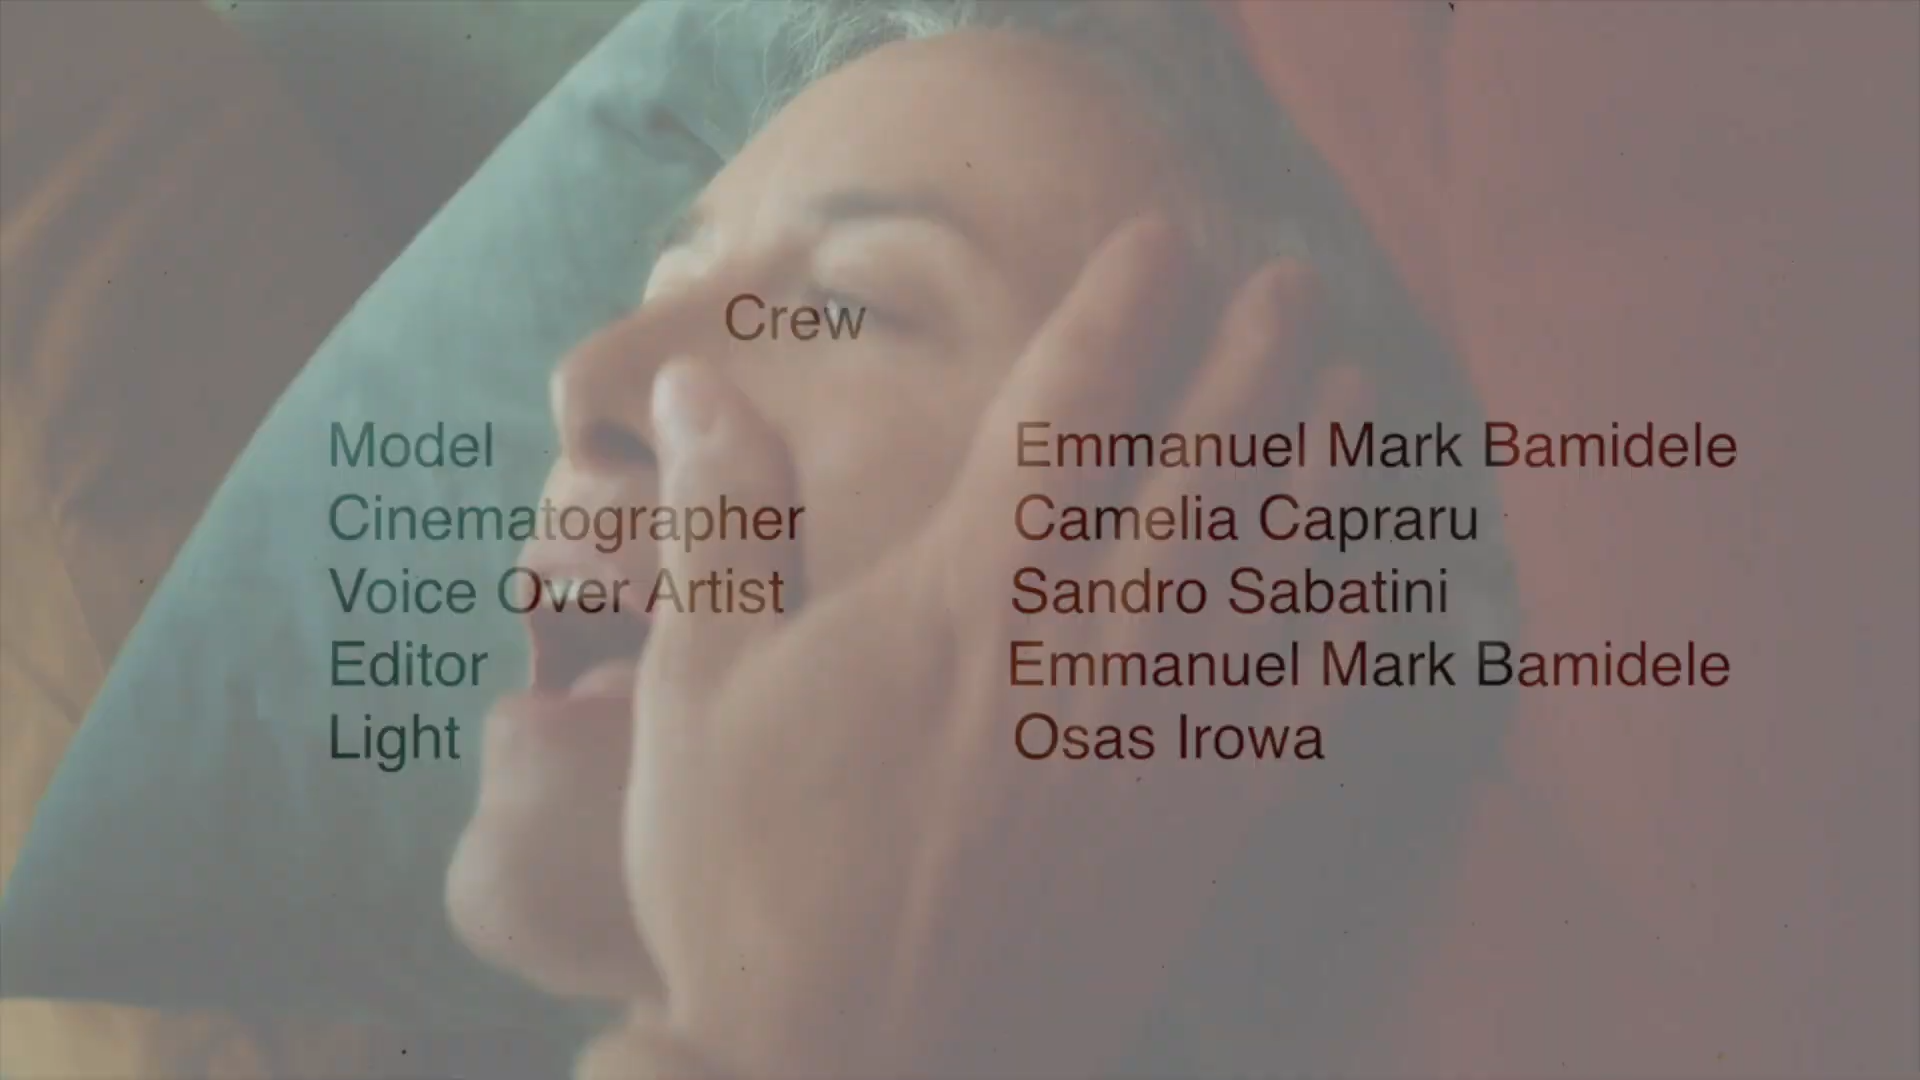 Crew
Model Emmanuel Mark Bamidele
Cinematographer Camelia Capraru
Voice Over Artist Sandro Sabatini
Editor Emmanuel Mark Bamidele
Light Osas Irowa